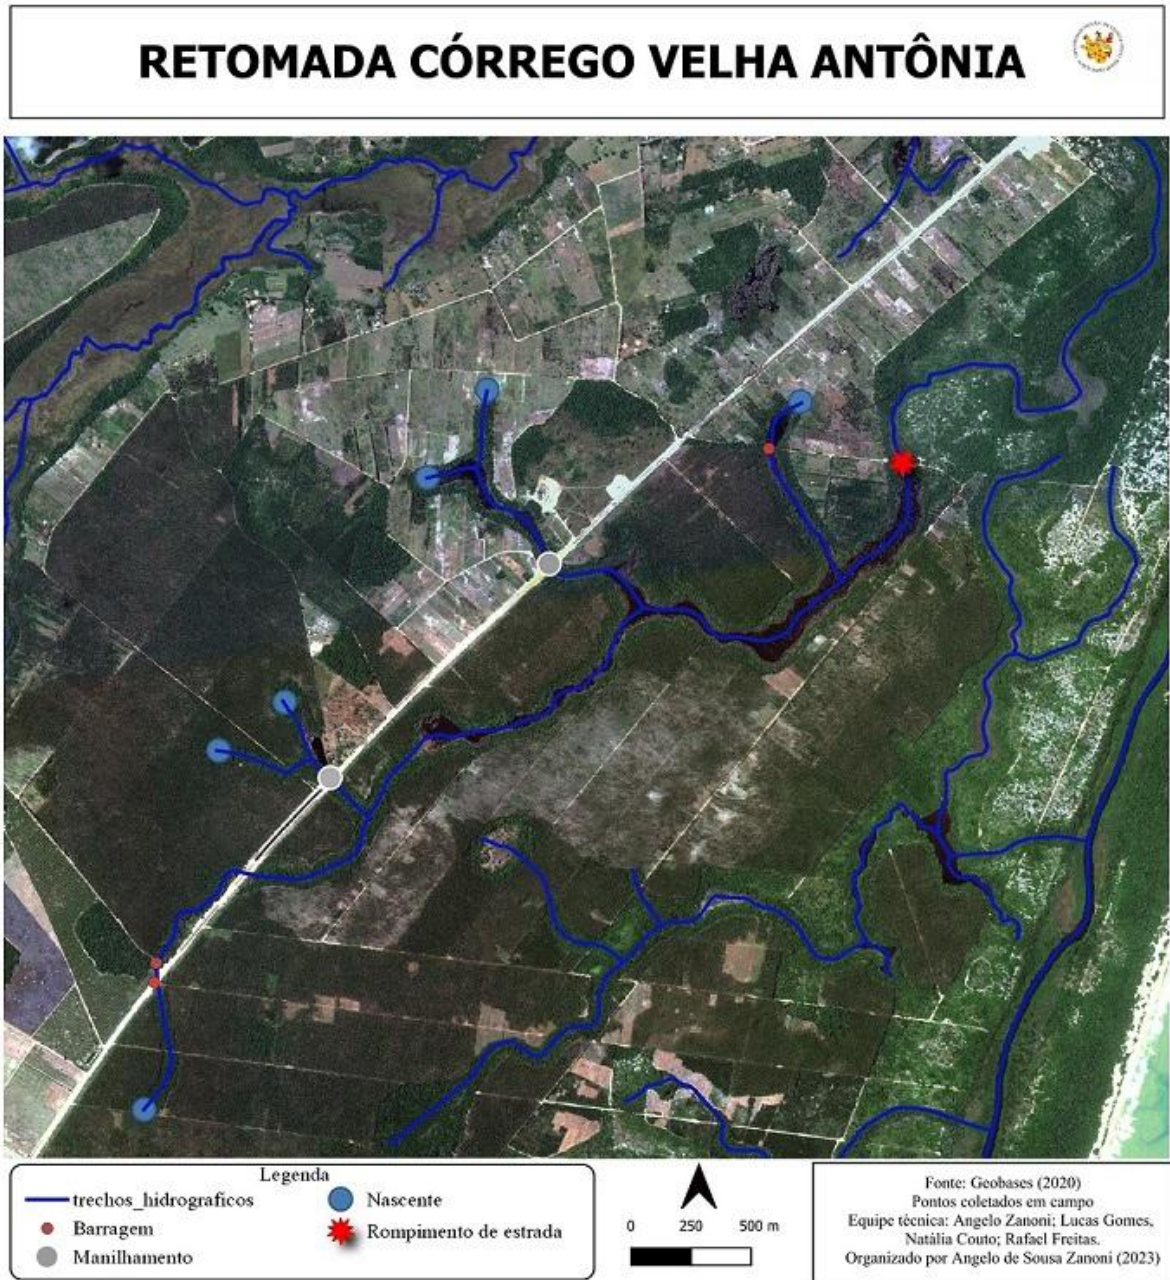 RETOMADA CÓRREGO VELHA ANTÔNIA
Legenda
trechos_hidrograficos
Barragem
Manilhamento
Nascente
Rompimento de estrada
0 250 500 m
Fonte: Geobases (2020)
Pontos coletados em campo
Equipe técnica: Angelo Zanoni; Lucas Gomes,
Natália Couto; Rafael Freitas.
Organizado por Angelo de Sousa Zanoni (2023)